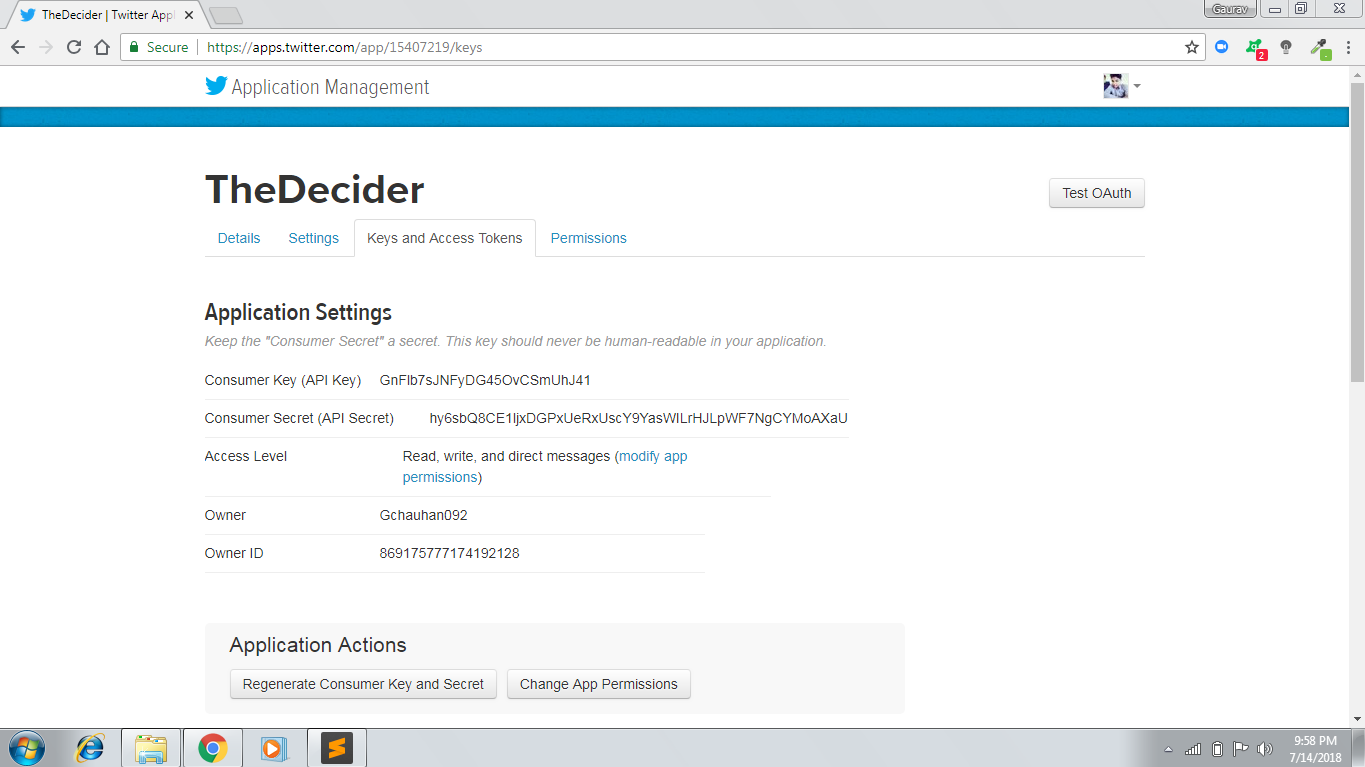 TheDecider | Twitter Appl
Gaurav
Secure
https://apps.twitter.com/app/15407219/keys
2
Application Management
TheDecider
Test OAuth
Details
Settings
Keys and Access Tokens
Permissions
Application Settings
Keep the "Consumer Secret" a secret. This key should never be human-readable in your application.
Consumer Key (API Key)
Consumer Secret (API Secret)
Access Level Read, write, and direct messages (modify app
permissions)
Owner Gchauhan092
Owner ID 869175777174192128
Application Actions
Regenerate Consumer Key and Secret
Change App Permissions
9:58 PM
7/14/2018